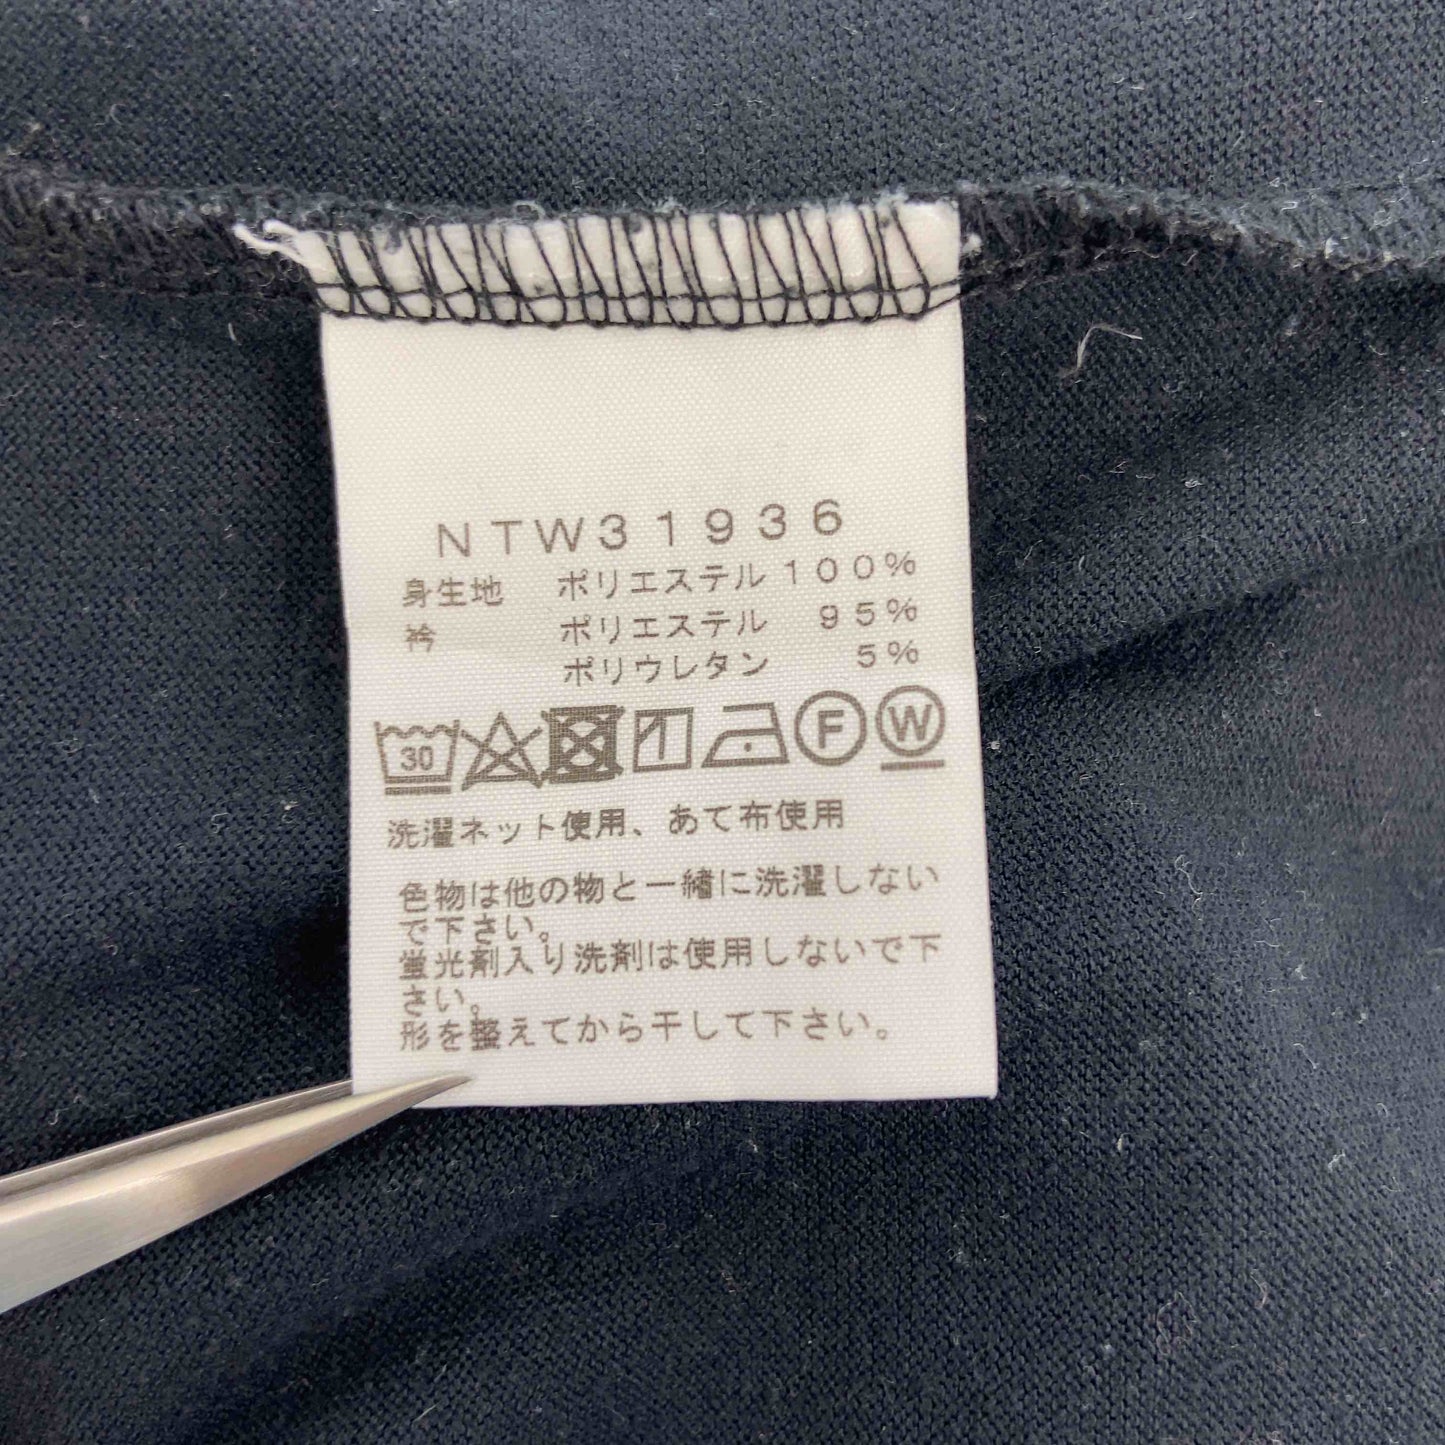 NTW31936
身生地 ポリエステル100%
衿 ポリエステル 95%
ポリウレタン 5%
30 F W
洗濯ネット使用、あて布使用
色物は他の物と一緒に洗濯しない
で下さい。
蛍光剤入り洗剤は使用しないで下
さい。
形を整えてから干して下さい。